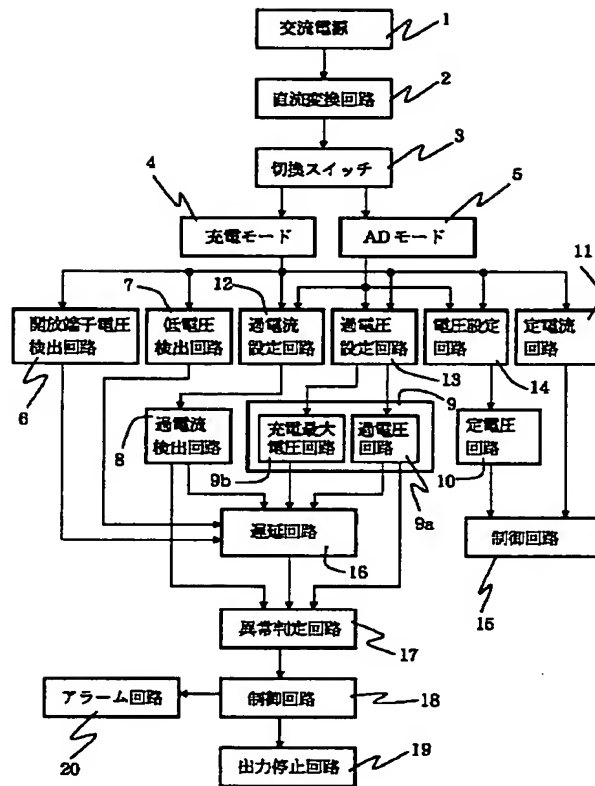 交流電源
1
直流変換回路
2
切換スイッチ
3
4
5
充電モード
ADモード
7
12
11
開放端子電圧
検出回路
低電圧
検出回路
過電流
設定回路
過電圧
設定回路
電圧設定
回路
定電流
回路
6
13
14
9
過電流
検出回路
8
充電最大
電圧回路
過電圧
回路
定電圧
回路
9b
9a
10
遅延回路
16
制御回路
15
異常判定回路
17
アラーム回路
制御回路
18
20
出力停止回路
19